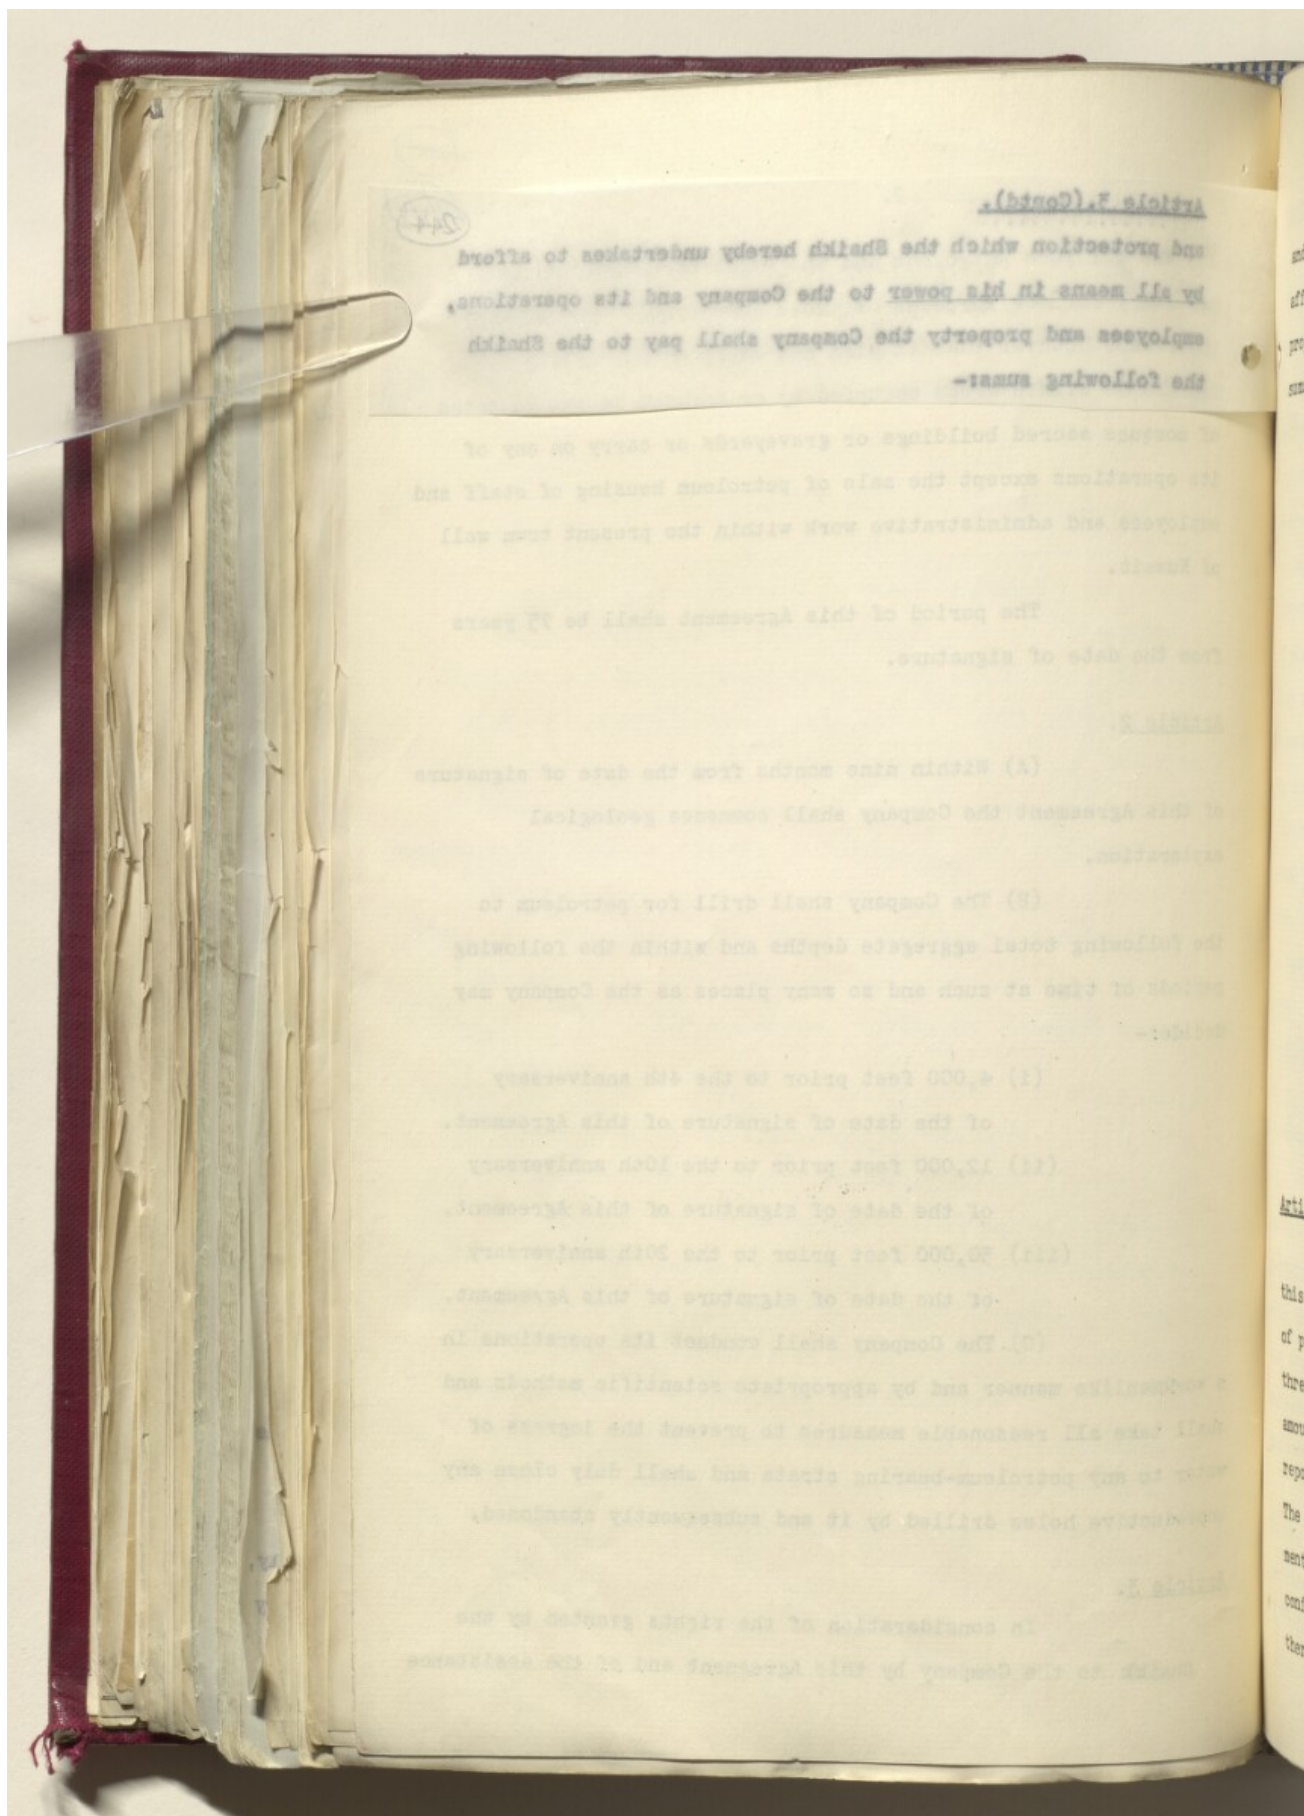 Article 3.(Contd).
244
and protection which the Shaikh hereby undertakes to afford
by all means in his power to the Company and its operations,
employees and property the Company shall pay to the Shaikh
the following sums:-
of mosques sacred buildings or graveyards or carry on any of
its operations except the sale of petroleum housing of staff and
employees and administrative work within the present town wall
of Kuwait.
The period of this Agreement shall be 75 years
from the date of signature.
Article 2.
(A) Within nine months from the date of signature
of this Agreement the Company shall commence geological
exploration.
(B) The Company shall drill for petroleum to
the following total aggregate depths and within the following
periods of time at such and so many places as the Company may
decide:-
(i) 4,000 feet prior to the 4th anniversary
of the date of signature of this Agreement.
(ii) 12,000 feet prior to the 10th anniversary
of the date of signature of this Agreement.
(iii) 30,000 feet prior to the 20th anniversary
of the date of signature of this Agreement.
(C) The Company shall conduct its operations in
a workmanlike manner and by appropriate scientific methods and
shall take all reasonable measures to prevent the ingress of
water to any petroleum-bearing strata and shall duly close any
unproductive holes drilled by it and subsequently abandoned,
Article 3.
In consideration of the rights granted by the
Shaikh to the Company by this Agreement and of the assistance
Arti
this
of p
thre
amou
repo
The
ment
conf
ther